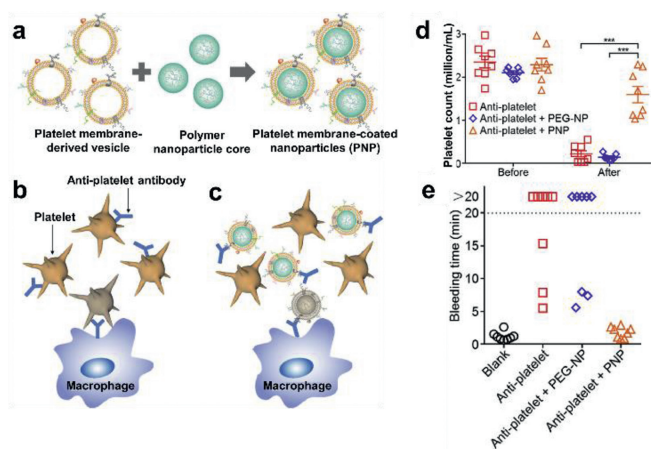 a
Platelet membrane-
derived vesicle
Polymer
nanoparticle core
Platelet membrane-coated
nanoparticles (PNP)
b
Anti-platelet antibody
Platelet
Macrophage
c
Macrophage
d
Platelet count (million/mL)
3
2
1
0
***
***
Anti-platelet
Anti-platelet + PEG-NP
Anti-platelet + PNP
Before
After
e
Bleeding time (min)
> 20
20
15
10
5
0
Blank
Anti-platelet
Anti-platelet + PEG-NP
Anti-platelet + PNP